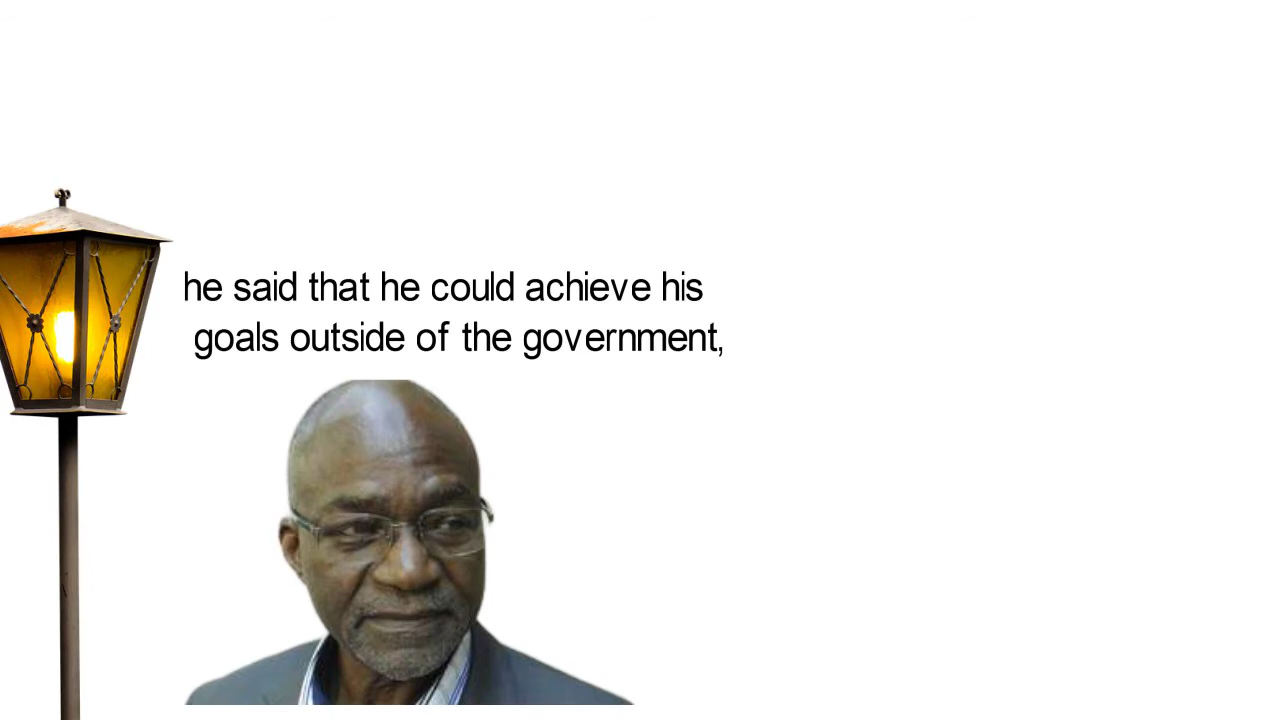 he said that he could achieve his
goals outside of the government,